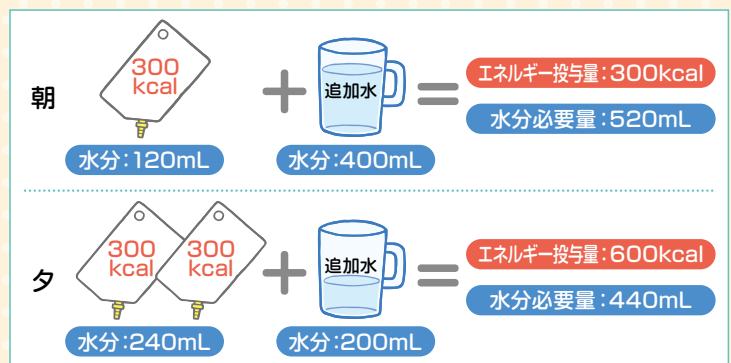 朝
300
kcal
水分:120mL
追加水
水分:400mL
エネルギー投与量:300kcal
水分必要量:520mL
夕
300
kcal
300
kcal
水分:240mL
追加水
水分:200mL
エネルギー投与量:600kcal
水分必要量:440mL